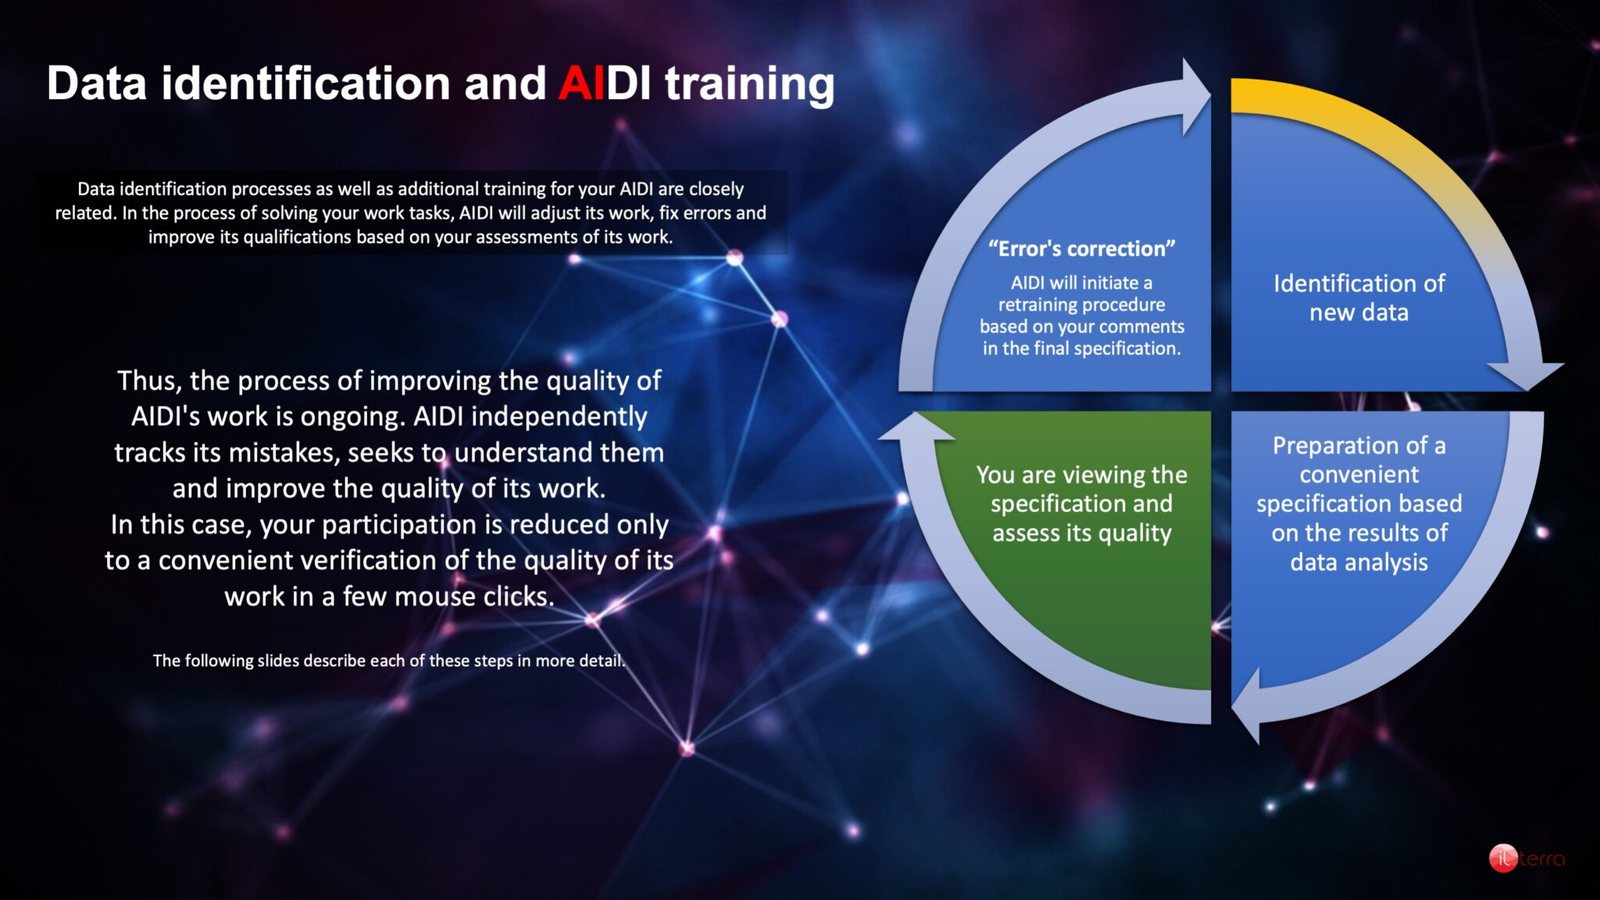 Data identification and AIDI training
Data identification processes as well as additional training for your AIDI are closely
related. In the process of solving your work tasks, AIDI will adjust its work, fix errors and
improve its qualifications based on your assessments of its work.
Thus, the process of improving the quality of
AIDI's work is ongoing. AIDI independently
tracks its mistakes, seeks to understand them
and improve the quality of its work.
In this case, your participation is reduced only
to a convenient verification of the quality of its
work in a few mouse clicks.
The following slides describe each of these steps in more detail.
“Error's correction”
AIDI will initiate a
retraining procedure
based on your comments
in the final specification.
Identification of
new data
You are viewing the
specification and
assess its quality
Preparation of a
convenient
specification based
on the results of
data analysis
it terra